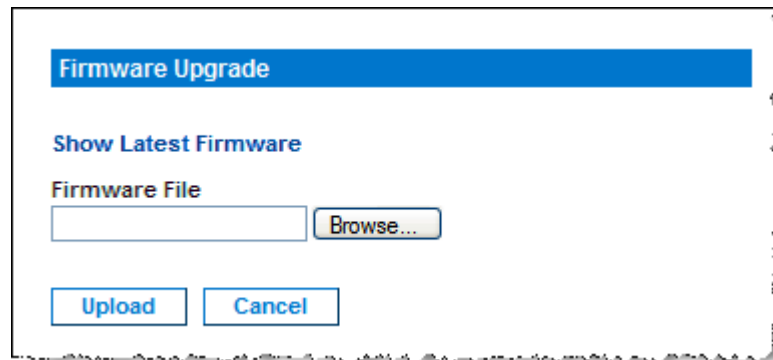 Firmware Upgrade
Show Latest Firmware
Firmware File
Browse...
Upload Cancel